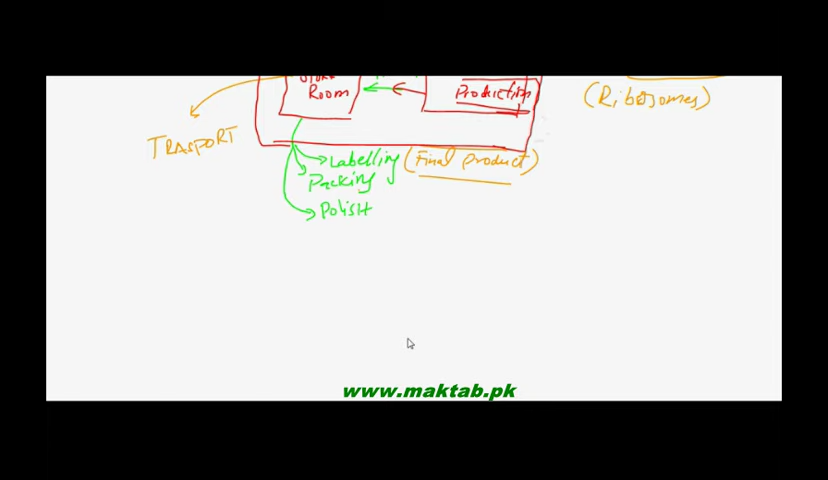 Room
Production
(Ribosomes)
TRASPORT
Labelling (Final product)
Packing
Polish
www.maktab.pk